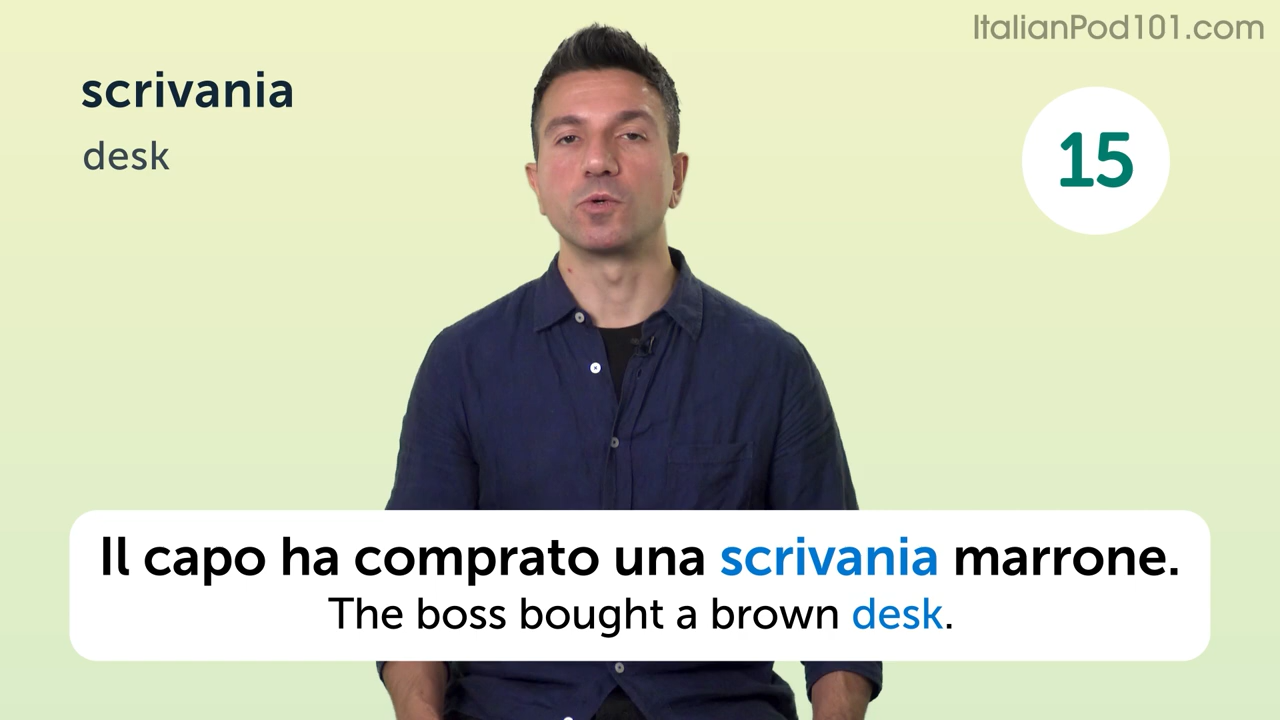 ItalianPod101.com
scrivania
desk
15
Il capo ha comprato una scrivania marrone.
The boss bought a brown desk.